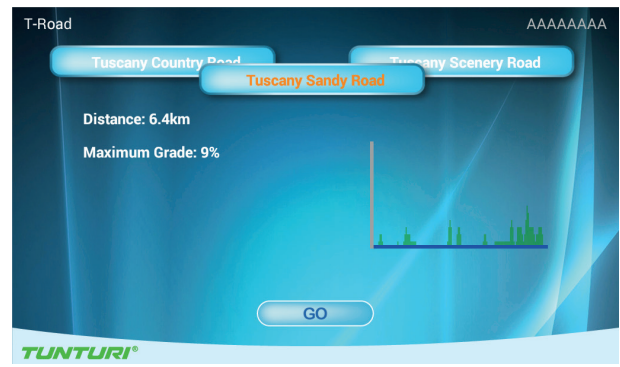 T-Road
AAAAAAAA
Tuscany Country Road
Tuscany Scenery Road
Tuscany Sandy Road
Distance: 6.4km
Maximum Grade: 9%
GO
TUNTURI®